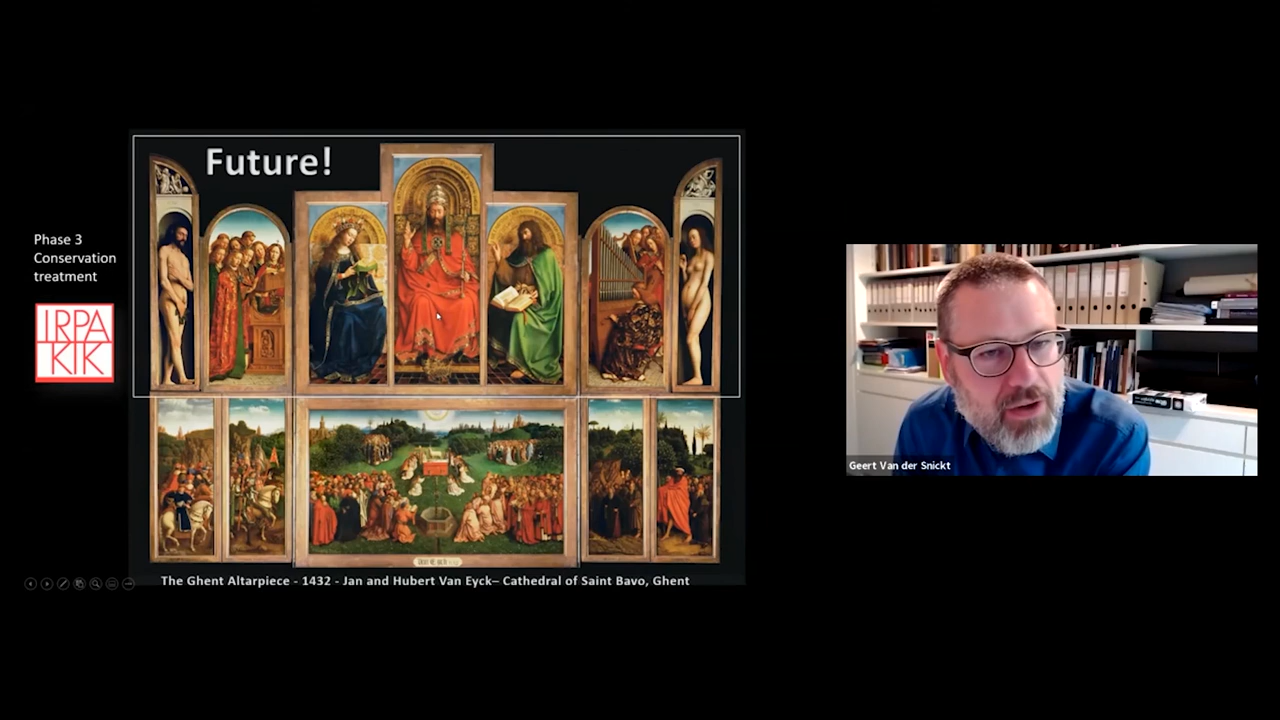 Future!
Phase 3
Conservation
treatment
IRPA
KIK
The Ghent Altarpiece - 1432 - Jan and Hubert Van Eyck– Cathedral of Saint Bavo, Ghent
Geert Van der Snickt